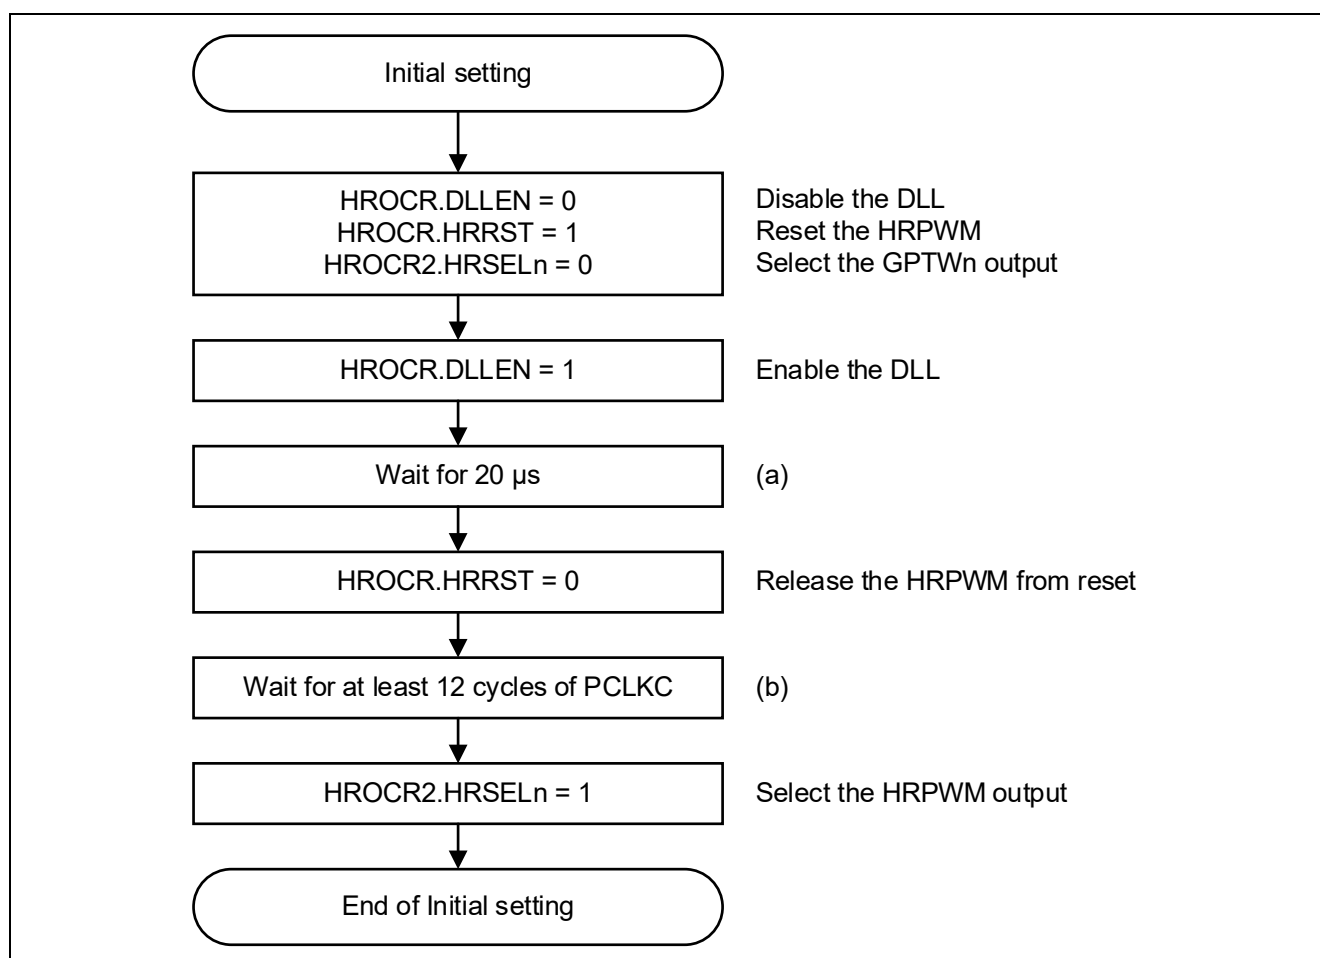 Initial setting
HROCR.DLLEN = 0
Disable the DLL
HROCR.HRRST = 1
Reset the HRPWM
HROCR2.HRSELn = 0
Select the GPTWn output
HROCR.DLLEN = 1
Enable the DLL
Wait for 20 µs
(a)
HROCR.HRRST = 0
Release the HRPWM from reset
Wait for at least 12 cycles of PCLKC
(b)
HROCR2.HRSELn = 1
Select the HRPWM output
End of Initial setting